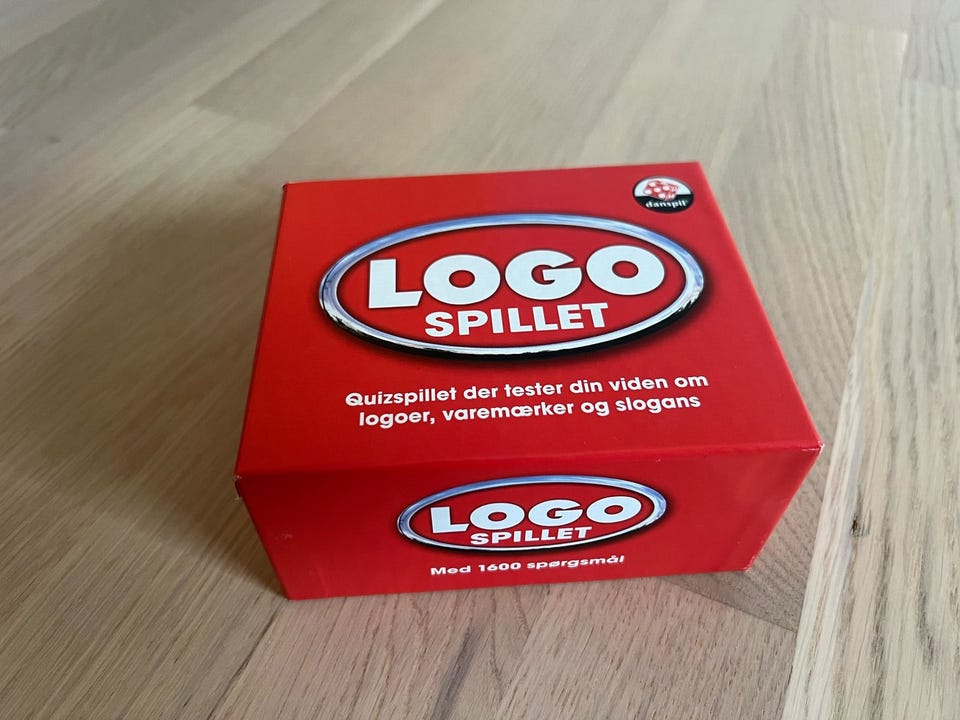 danspil
LOGO
SPILLET
Quizspillet der tester din viden om
logoer, varemærker og slogans
LOGO
SPILLET
Med 1600 spørgsmål